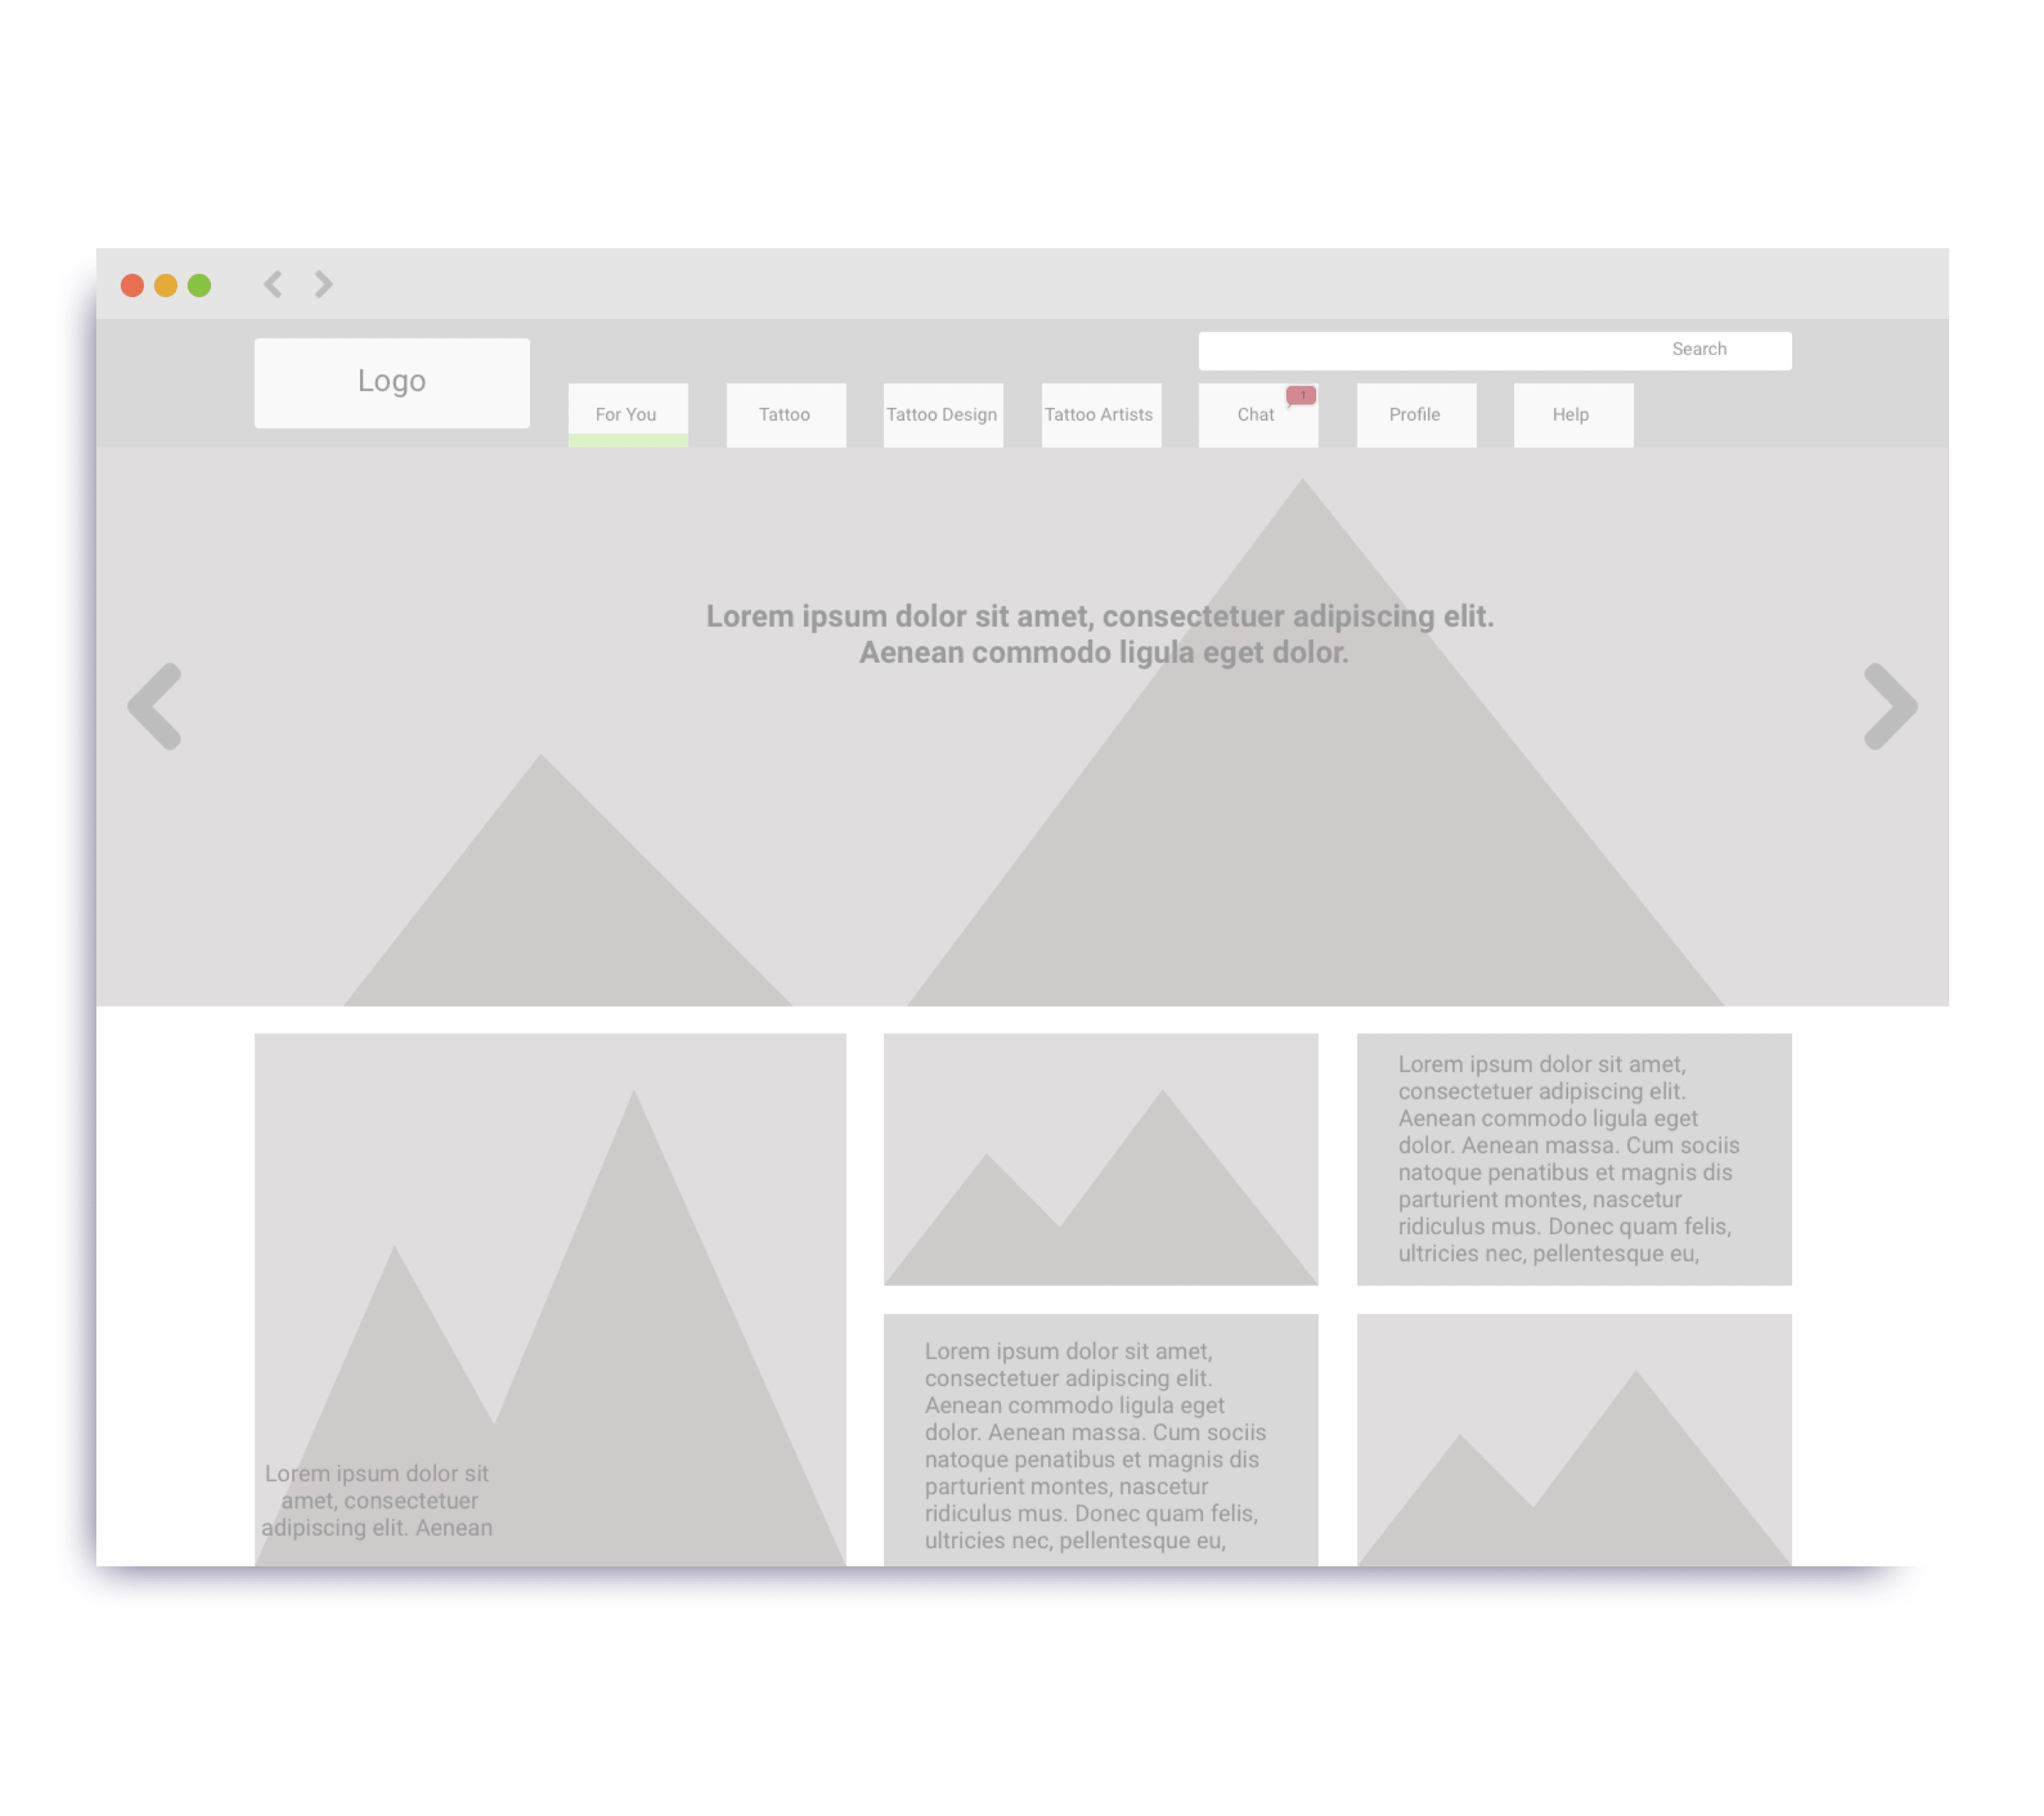 Logo
Search
For You
Tattoo
Tattoo Design
Tattoo Artists
Chat
1
Profile
Help
Lorem ipsum dolor sit amet, consectetuer adipiscing elit.
Aenean commodo ligula eget dolor.
Lorem ipsum dolor sit
amet, consectetuer
adipiscing elit. Aenean
Lorem ipsum dolor sit amet,
consectetuer adipiscing elit.
Aenean commodo ligula eget
dolor. Aenean massa. Cum sociis
natoque penatibus et magnis dis
parturient montes, nascetur
ridiculus mus. Donec quam felis,
ultricies nec, pellentesque eu,
Lorem ipsum dolor sit amet,
consectetuer adipiscing elit.
Aenean commodo ligula eget
dolor. Aenean massa. Cum sociis
natoque penatibus et magnis dis
parturient montes, nascetur
ridiculus mus. Donec quam felis,
ultricies nec, pellentesque eu,